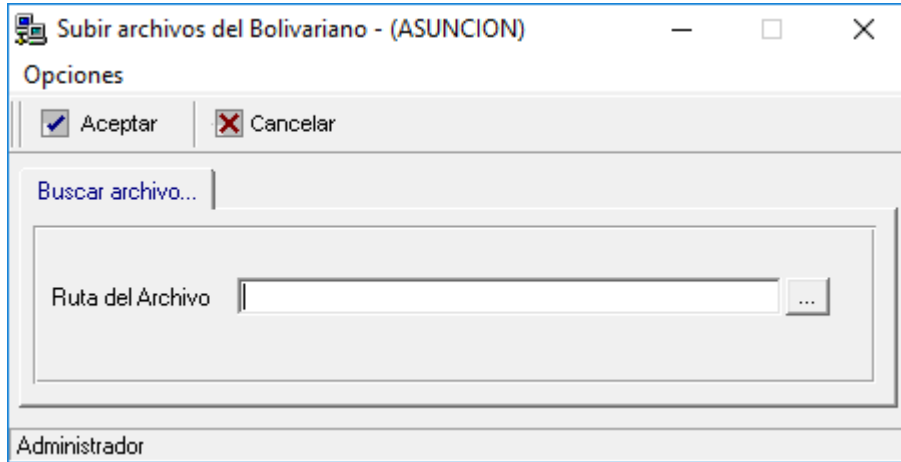 Subir archivos del Bolivariano - (ASUNCION)
Opciones
Aceptar Cancelar
Buscar archivo...
Ruta del Archivo ...
Administrador